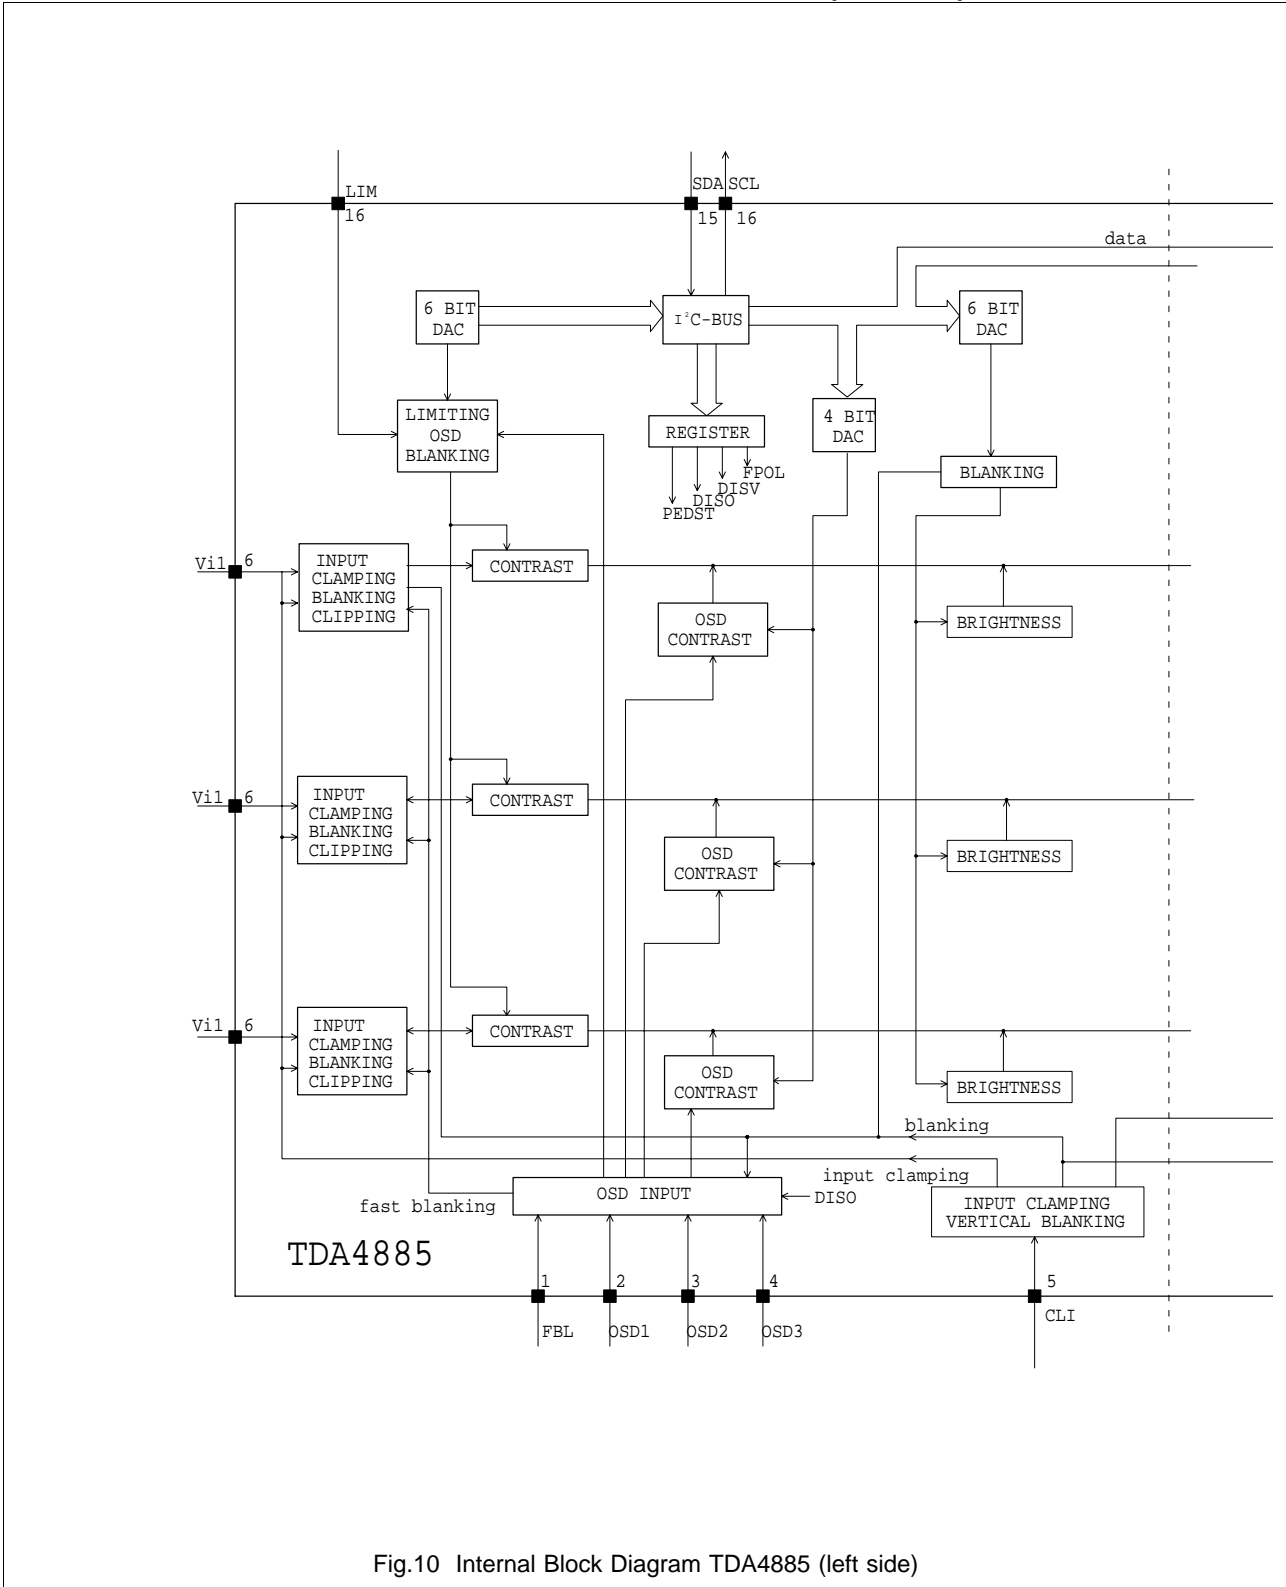 LIM
16
SDA SCL
15 16
data
6 BIT
DAC
I²C-BUS
6 BIT
DAC
LIMITING
OSD
BLANKING
REGISTER
4 BIT
DAC
FPOL
DISV
DISO
PEDST
BLANKING
Vi1 6
INPUT
CLAMPING
BLANKING
CLIPPING
CONTRAST
OSD
CONTRAST
BRIGHTNESS
Vi1 6
INPUT
CLAMPING
BLANKING
CLIPPING
CONTRAST
OSD
CONTRAST
BRIGHTNESS
Vi1 6
INPUT
CLAMPING
BLANKING
CLIPPING
CONTRAST
OSD
CONTRAST
BRIGHTNESS
blanking
input clamping
fast blanking
OSD INPUT
DISO
INPUT CLAMPING
VERTICAL BLANKING
TDA4885
1 2 3 4 5
FBL OSD1 OSD2 OSD3 CLI
Fig.10 Internal Block Diagram TDA4885 (left side)